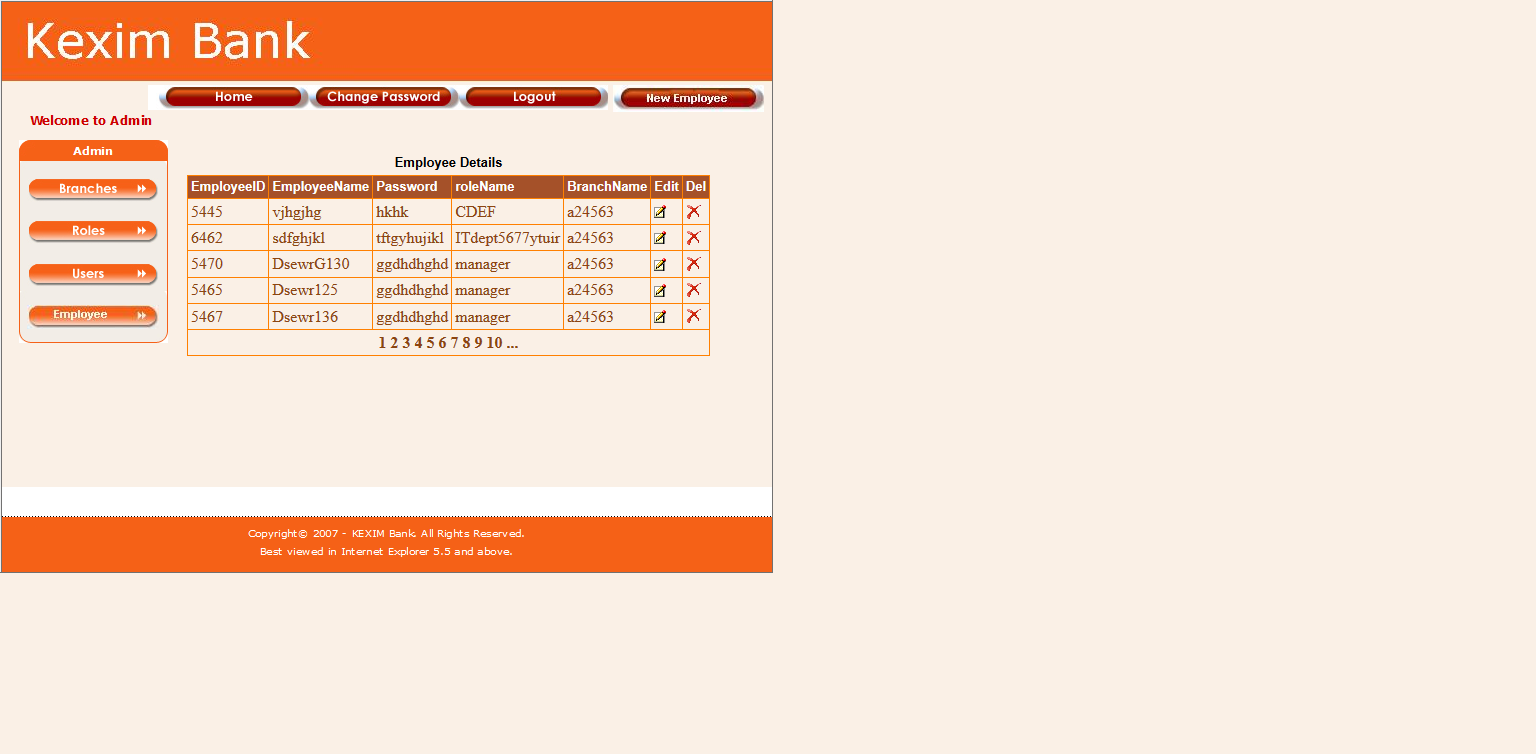 Kexim Bank
Home Change Password Logout New Employee
Welcome to Admin
Admin
Branches
Roles
Users
Employee
Employee Details
EmployeeID EmployeeName Password roleName BranchName Edit Del
5445 vjhgjhg hkhk CDEF a24563
6462 sdfghjkl tftgyhujikl ITdept5677ytuir a24563
5470 DsewrG130 ggdhdhghd manager a24563
5465 Dsewr125 ggdhdhghd manager a24563
5467 Dsewr136 ggdhdhghd manager a24563
1 2 3 4 5 6 7 8 9 10 ...
Copyright© 2007 - KEXIM Bank. All Rights Reserved.
Best viewed in Internet Explorer 5.5 and above.